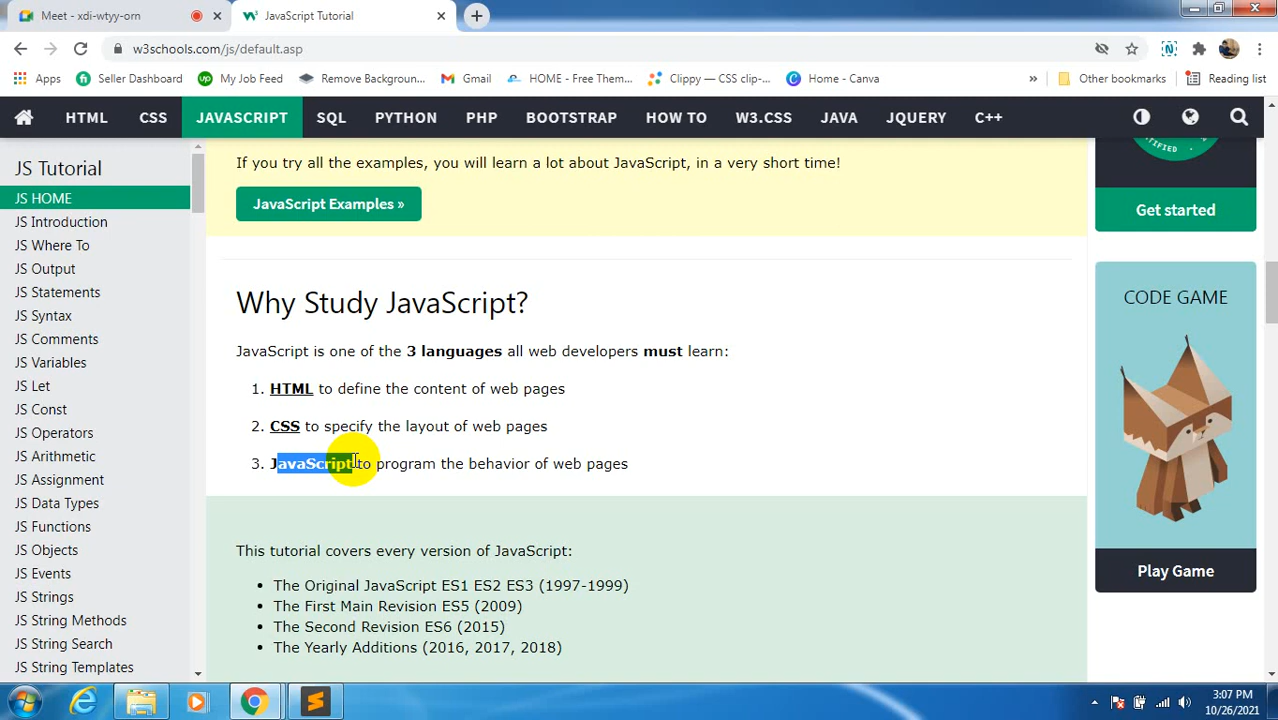 Meet - xdi-wtyy-orn
JavaScript Tutorial
w3schools.com/js/default.asp
Apps
Seller Dashboard
My Job Feed
Remove Backgroun...
Gmail
HOME - Free Them...
Clippy — CSS clip-...
Home - Canva
»
Other bookmarks
Reading list
HTML
CSS
JAVASCRIPT
SQL
PYTHON
PHP
BOOTSTRAP
HOW TO
W3.CSS
JAVA
JQUERY
C++
JS Tutorial
JS HOME
JS Introduction
JS Where To
JS Output
JS Statements
JS Syntax
JS Comments
JS Variables
JS Let
JS Const
JS Operators
JS Arithmetic
JS Assignment
JS Data Types
JS Functions
JS Objects
JS Events
JS Strings
JS String Methods
JS String Search
JS String Templates
If you try all the examples, you will learn a lot about JavaScript, in a very short time!
JavaScript Examples »
Why Study JavaScript?
JavaScript is one of the 3 languages all web developers must learn:
1. HTML to define the content of web pages
2. CSS to specify the layout of web pages
3. JavaScript to program the behavior of web pages
This tutorial covers every version of JavaScript:
• The Original JavaScript ES1 ES2 ES3 (1997-1999)
• The First Main Revision ES5 (2009)
• The Second Revision ES6 (2015)
• The Yearly Additions (2016, 2017, 2018)
Get started
CODE GAME
Play Game
3:07 PM
10/26/2021